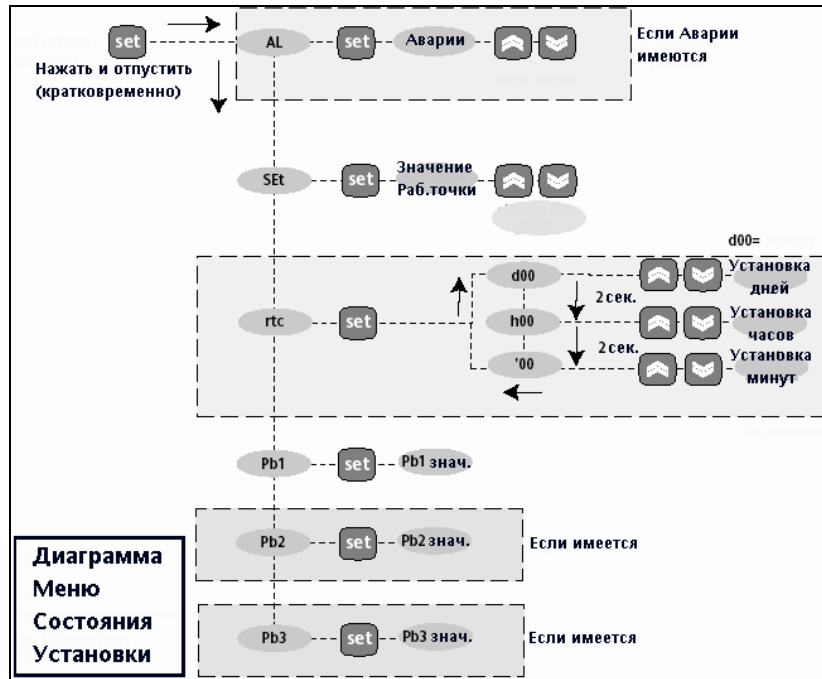 set
AL
set
Аварии
Если Аварии
имеются
Нажать и отпустить
(кратковременно)
SEt
set
Значение
Раб.точки
d00=
rtc
set
d00
2 сек.
Установка
дней
h00
2 сек.
Установка
часов
'00
Установка
минут
Pb1
set
Pb1 знач.
Pb2
set
Pb2 знач.
Если имеется
Pb3
set
Pb3 знач.
Если имеется
Диаграмма
Меню
Состояния
Установки